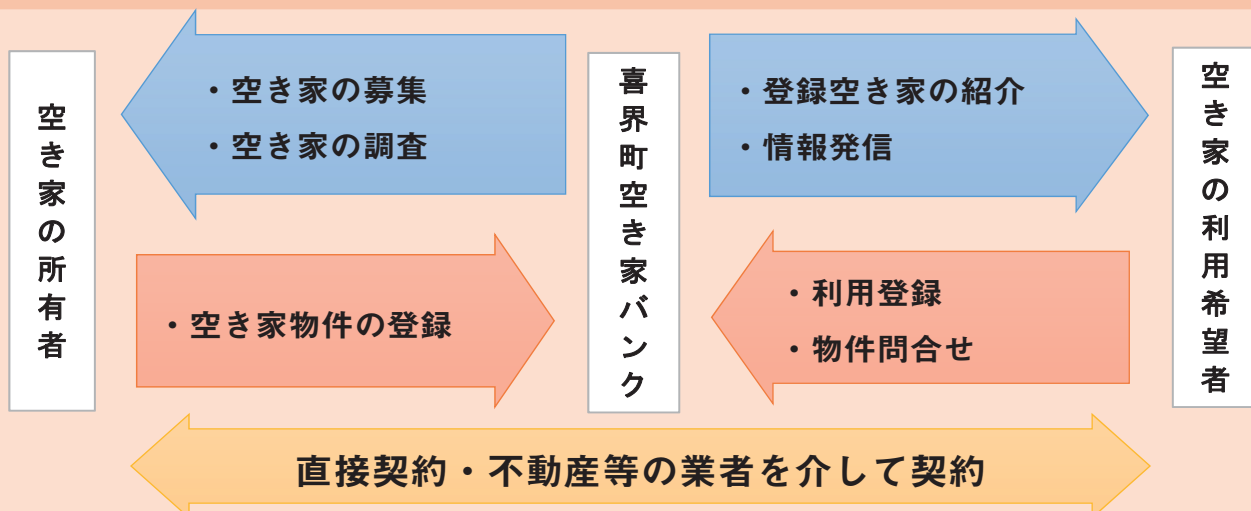 空き家の所有者
・空き家の募集
・空き家の調査
喜界町空き家バンク
・登録空き家の紹介
・情報発信
空き家の利用希望者
・空き家物件の登録
・利用登録
・物件問合せ
直接契約・不動産等の業者を介して契約